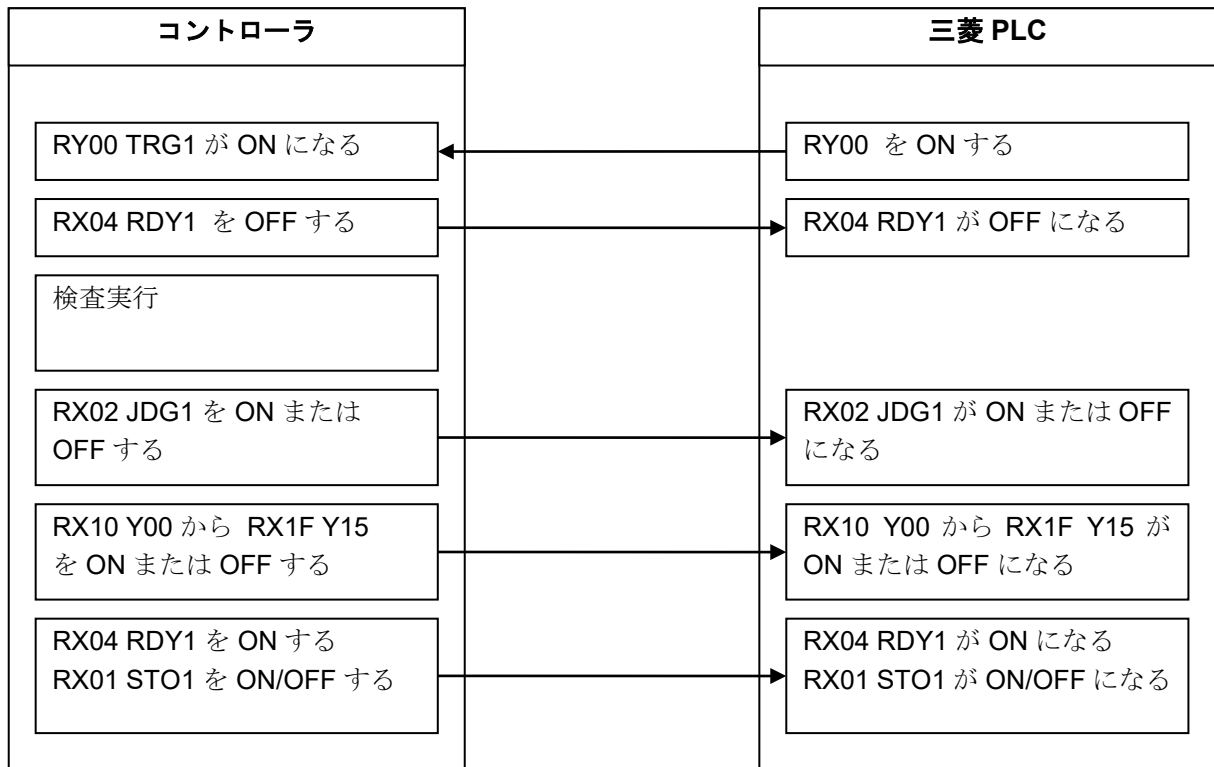 コントローラ
三菱 PLC
RY00 TRG1 が ON になる
RY00 を ON する
RX04 RDY1 を OFF する
RX04 RDY1 が OFF になる
検査実行
RX02 JDG1 を ON または
OFF する
RX02 JDG1 が ON または OFF
になる
RX10 Y00 から RX1F Y15
を ON または OFF する
RX10 Y00 から RX1F Y15 が
ON または OFF になる
RX04 RDY1 を ON する
RX01 STO1 を ON/OFF する
RX04 RDY1 が ON になる
RX01 STO1 が ON/OFF になる